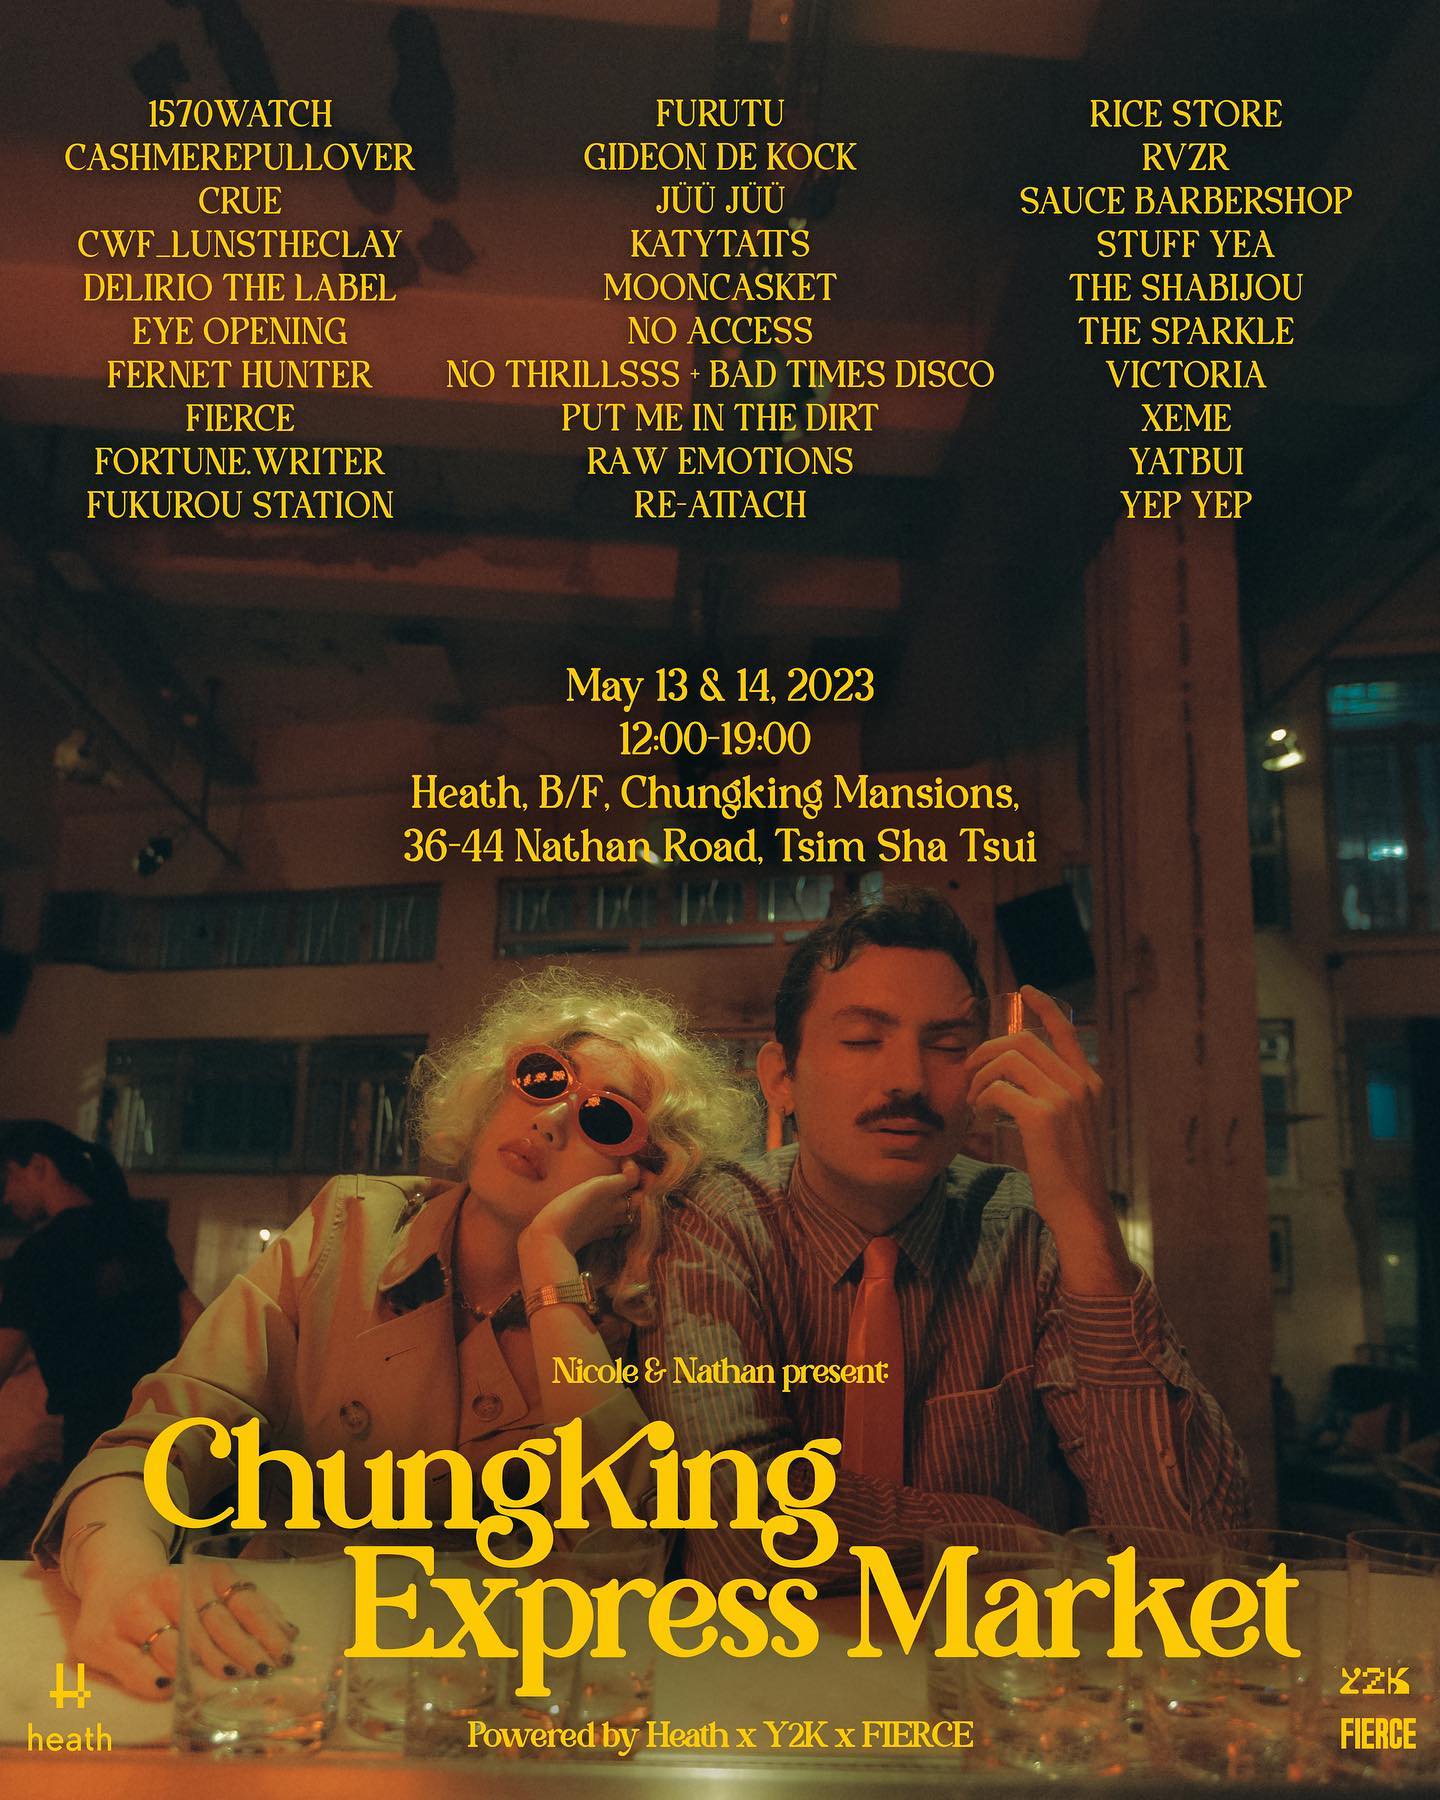 1570WATCH
CASHMEREPULLOVER
CRUE
CWF_LUNSTHECLAY
DELIRIO THE LABEL
EYE OPENING
FERNET HUNTER
FIERCE
FORTUNE.WRITER
FUKUROU STATION
FURUTU
GIDEON DE KOCK
JÜÜ JÜÜ
KATYTATTS
MOONCASKET
NO ACCESS
NO THRILLSSS + BAD TIMES DISCO
PUT ME IN THE DIRT
RAW EMOTIONS
RE-ATTACH
RICE STORE
RVZR
SAUCE BARBERSHOP
STUFF YEA
THE SHABIJOU
THE SPARKLE
VICTORIA
XEME
YATBUI
YEP YEP
May 13 & 14, 2023
12:00-19:00
Heath, B/F, Chungking Mansions,
36-44 Nathan Road, Tsim Sha Tsui
Nicole & Nathan present:
ChungKing
Express Market
heath
Powered by Heath x Y2K x FIERCE
Y2K
FIERCE